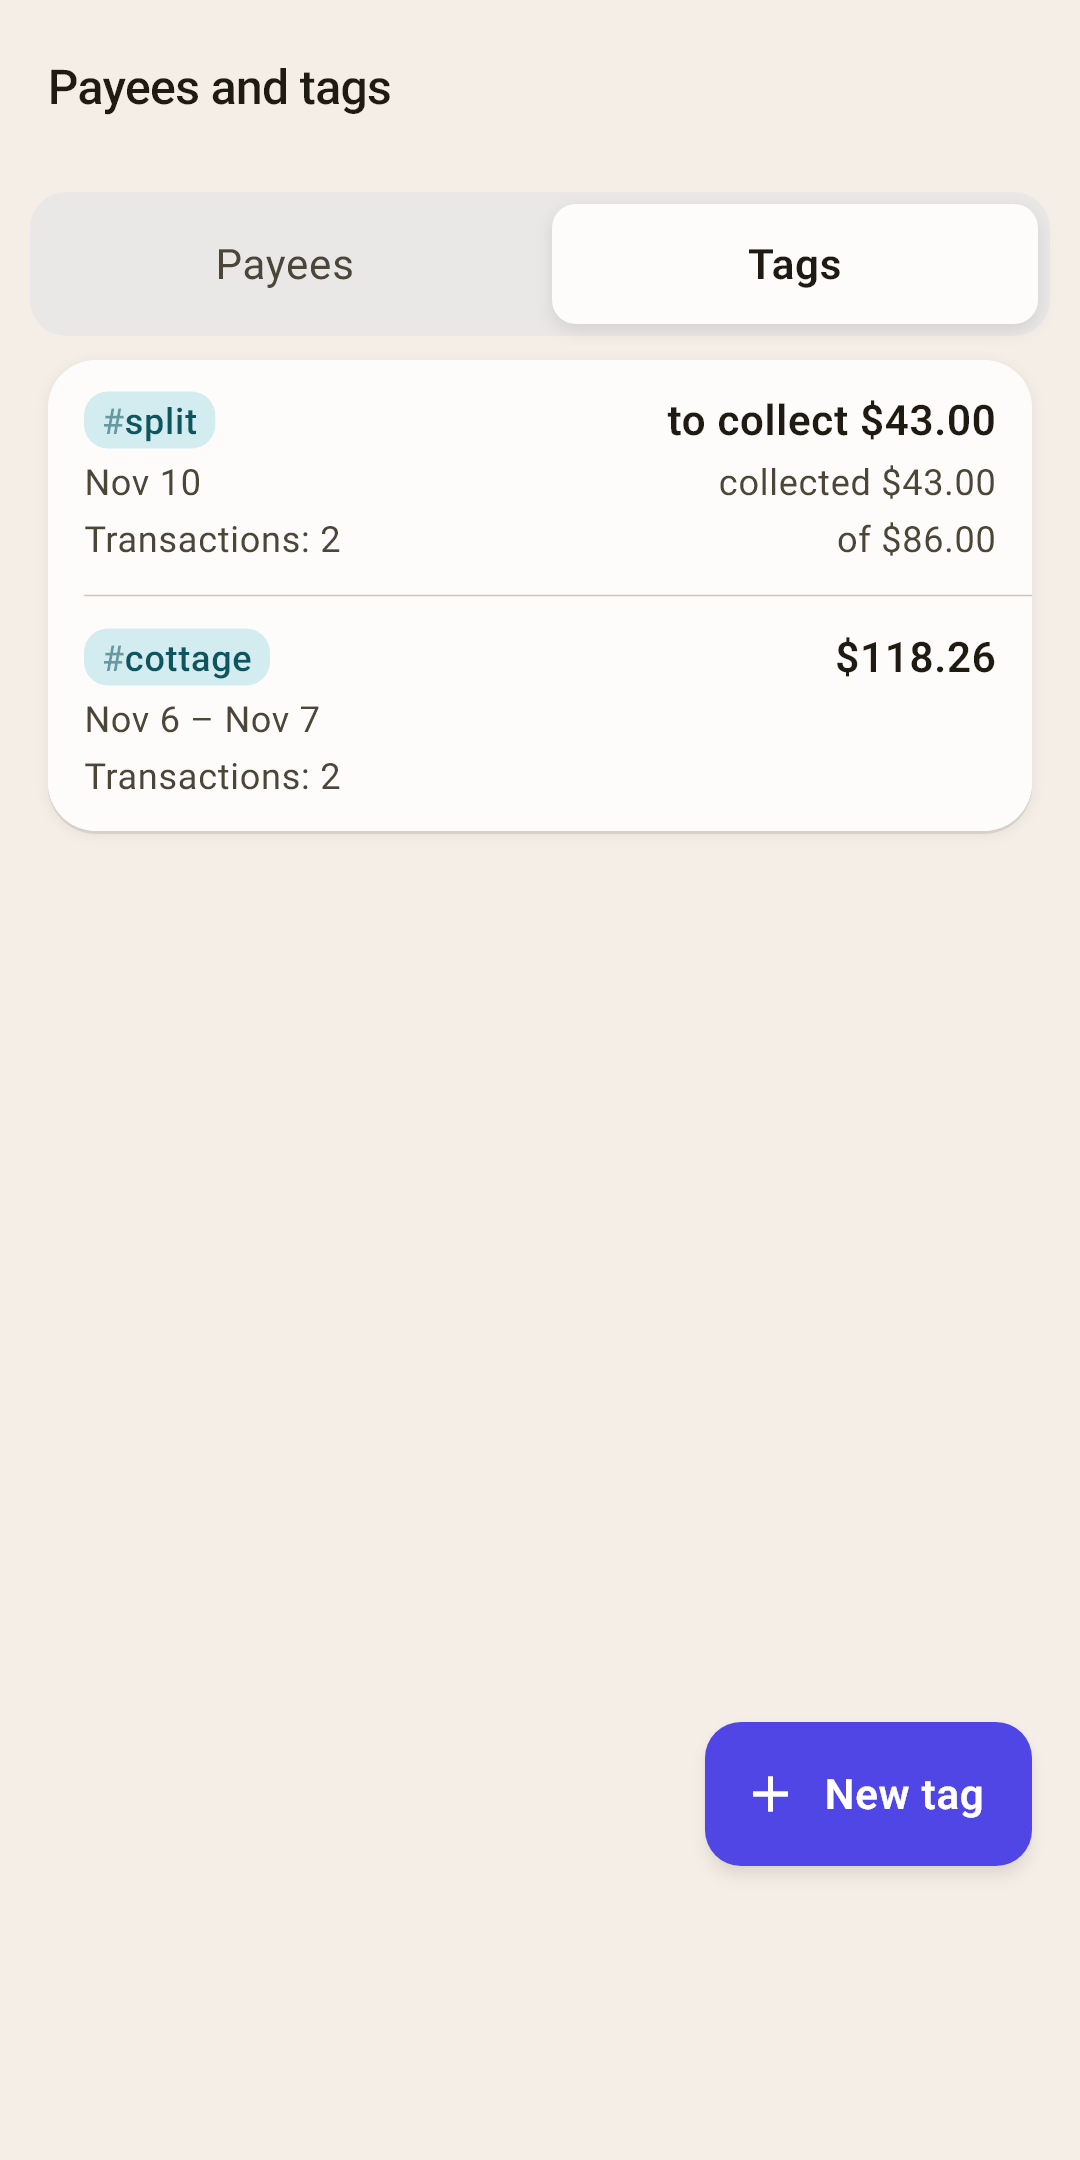 Payees and tags
Payees
Tags
#split
to collect $43.00
Nov 10
collected $43.00
Transactions: 2
of $86.00
#cottage
$118.26
Nov 6 – Nov 7
Transactions: 2
+ New tag